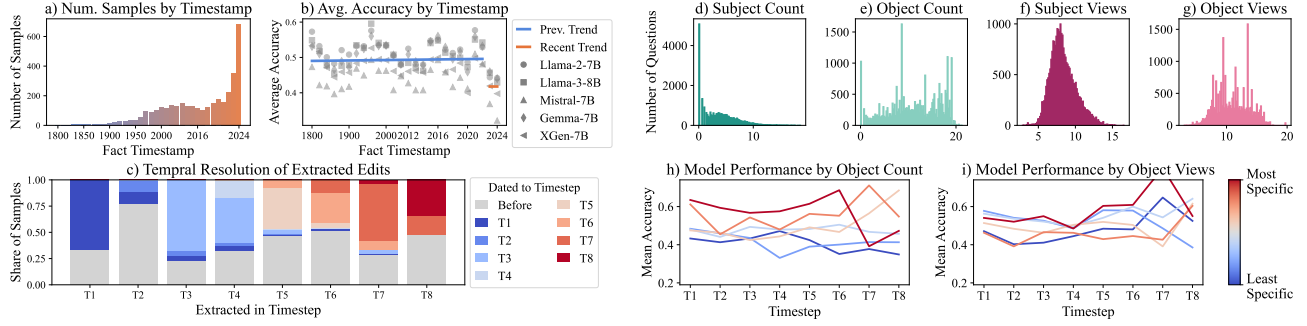 a) Num. Samples by Timestamp
Number of Samples
600
400
200
0
1800 1850 1900 1950 2000 2016 2024
Fact Timestamp
b) Avg. Accuracy by Timestamp
Average Accuracy
0.6
0.5
0.4
1800 1900 2000 2012 2016 2020 2024
Fact Timestamp
Prev. Trend
Recent Trend
Llama-2-7B
Llama-3-8B
Mistral-7B
Gemma-7B
XGen-7B
c) Tempral Resolution of Extracted Edits
Share of Samples
1.00
0.75
0.50
0.25
0.00
T1 T2 T3 T4 T5 T6 T7 T8
Extracted in Timestep
Dated to Timestep
Before
T1
T2
T3
T4
T5
T6
T7
T8
d) Subject Count
Number of Questions
4000
2000
0
0 10
e) Object Count
1000
0
0 10 20
f) Subject Views
1000
500
0
5 10 15
g) Object Views
1500
1000
500
0
10 20
h) Model Performance by Object Count
Mean Accuracy
0.6
0.4
0.2
T1 T2 T3 T4 T5 T6 T7 T8
Timestep
i) Model Performance by Object Views
Mean Accuracy
0.6
0.4
0.2
T1 T2 T3 T4 T5 T6 T7 T8
Timestep
Most
Specific
Least
Specific